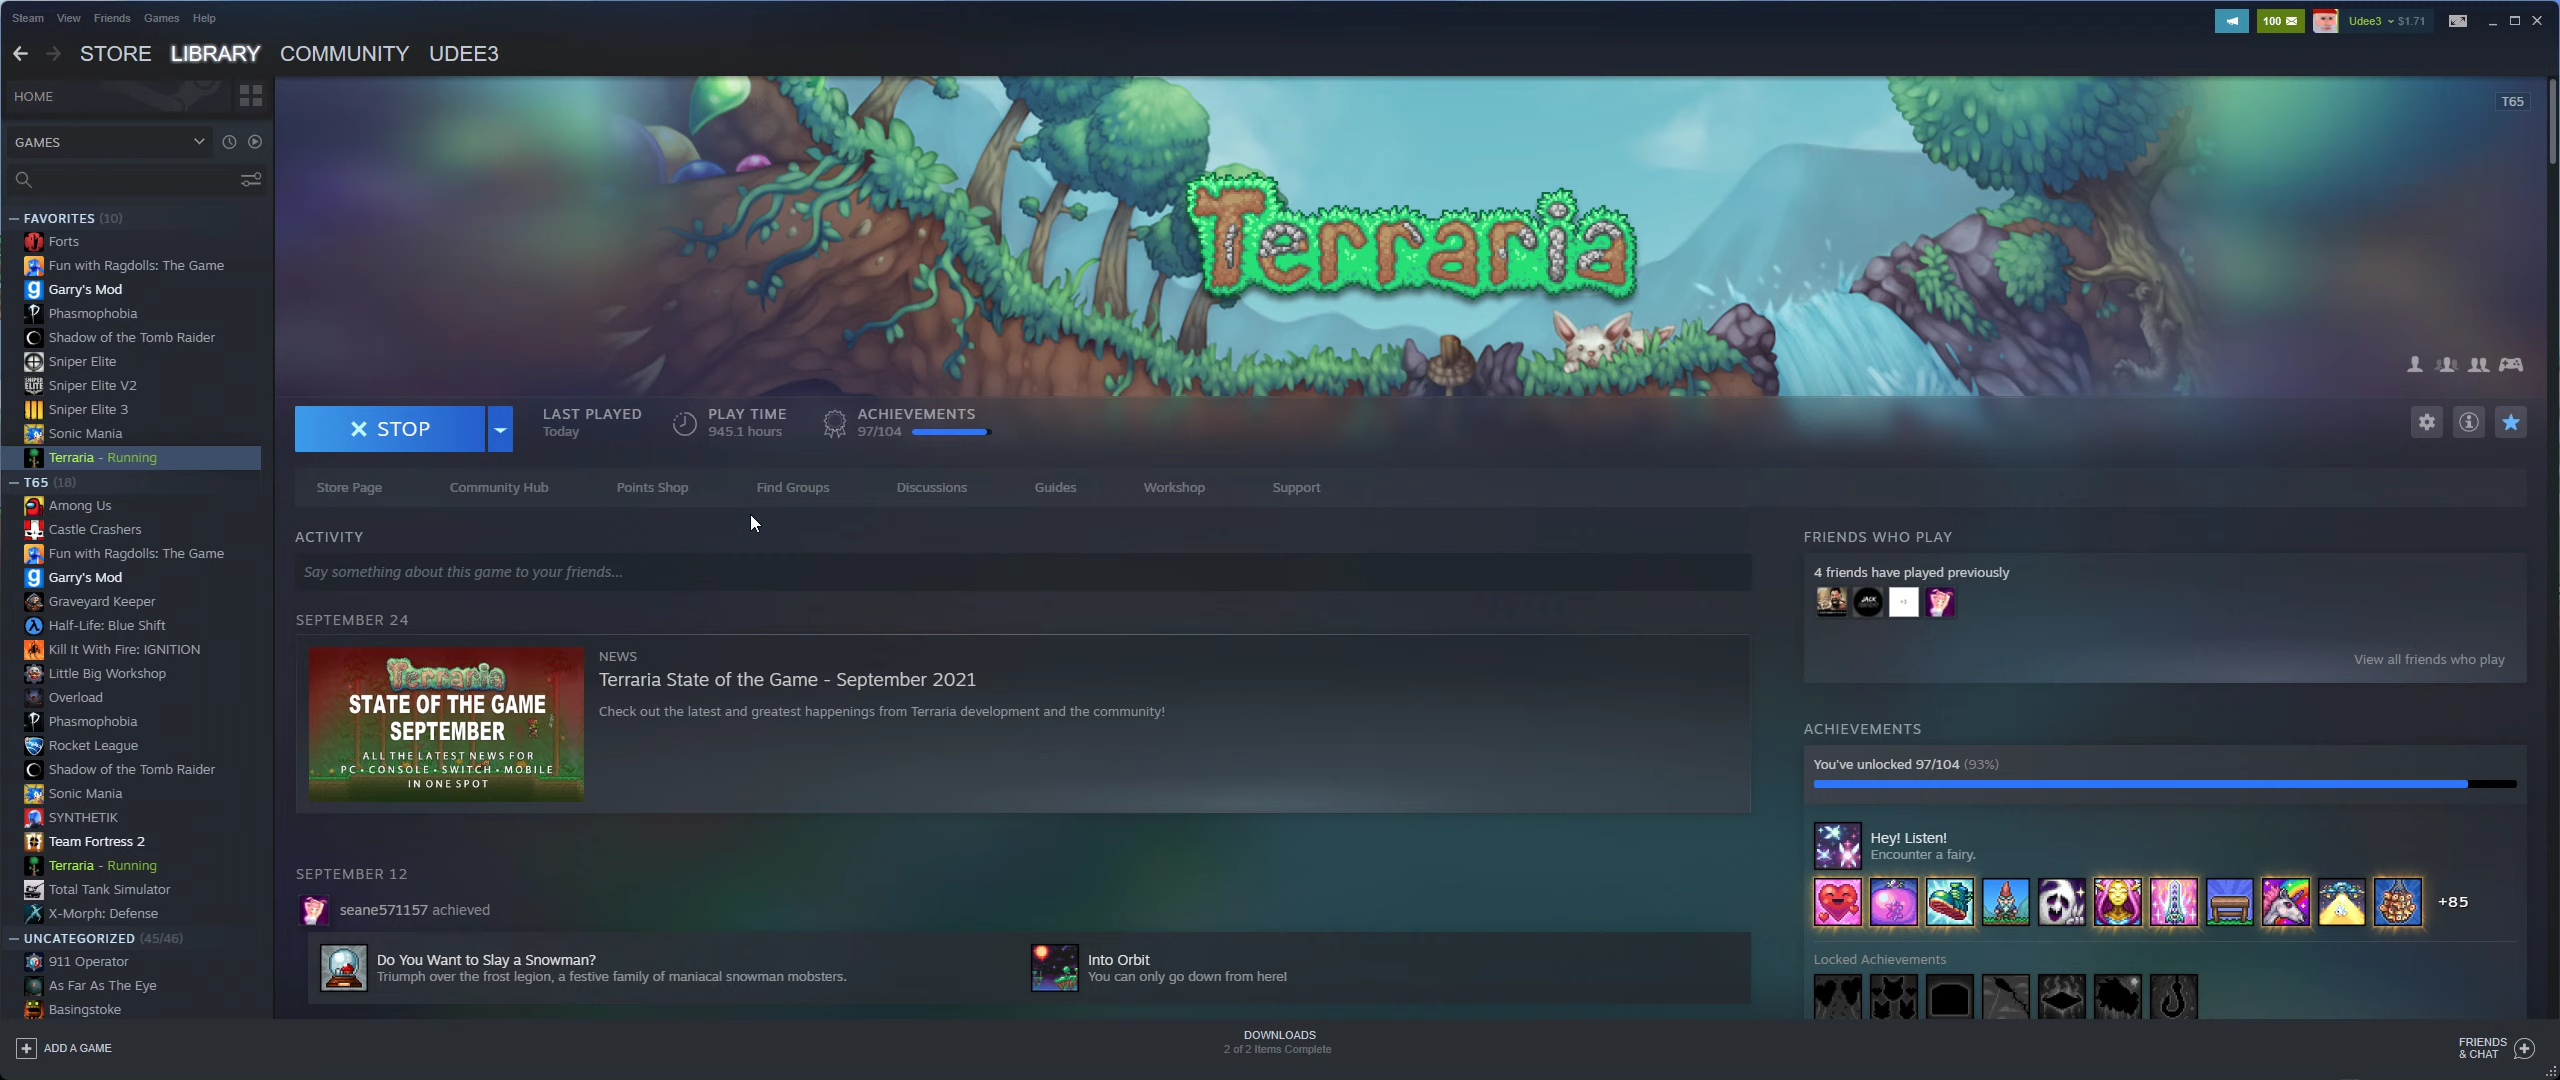 Steam View Friends Games Help
100
Udee3 $1.71
STORE LIBRARY COMMUNITY UDEE3
HOME
GAMES
FAVORITES (10)
Forts
Fun with Ragdolls: The Game
Garry's Mod
Phasmophobia
Shadow of the Tomb Raider
Sniper Elite
Sniper Elite V2
Sniper Elite 3
Sonic Mania
Terraria - Running
T65 (18)
Among Us
Castle Crashers
Fun with Ragdolls: The Game
Garry's Mod
Graveyard Keeper
Half-Life: Blue Shift
Kill It With Fire: IGNITION
Little Big Workshop
Overload
Phasmophobia
Rocket League
Shadow of the Tomb Raider
Sonic Mania
SYNTHETIK
Team Fortress 2
Terraria - Running
Total Tank Simulator
X-Morph: Defense
UNCATEGORIZED (45/46)
911 Operator
As Far As The Eye
Basingstoke
ADD A GAME
T65
Terraria
STOP
LAST PLAYED
Today
PLAY TIME
945.1 hours
ACHIEVEMENTS
97/104
Store Page Community Hub Points Shop Find Groups Discussions Guides Workshop Support
ACTIVITY
Say something about this game to your friends...
SEPTEMBER 24
Terraria
STATE OF THE GAME
SEPTEMBER
ALL THE LATEST NEWS FOR
PC • CONSOLE • SWITCH • MOBILE
IN ONE SPOT
NEWS
Terraria State of the Game - September 2021
Check out the latest and greatest happenings from Terraria development and the community!
SEPTEMBER 12
seane571157 achieved
Do You Want to Slay a Snowman?
Triumph over the frost legion, a festive family of maniacal snowman mobsters.
Into Orbit
You can only go down from here!
FRIENDS WHO PLAY
4 friends have played previously
JACK
View all friends who play
ACHIEVEMENTS
You've unlocked 97/104 (93%)
Hey! Listen!
Encounter a fairy.
+85
Locked Achievements
DOWNLOADS
2 of 2 Items Complete
FRIENDS
& CHAT